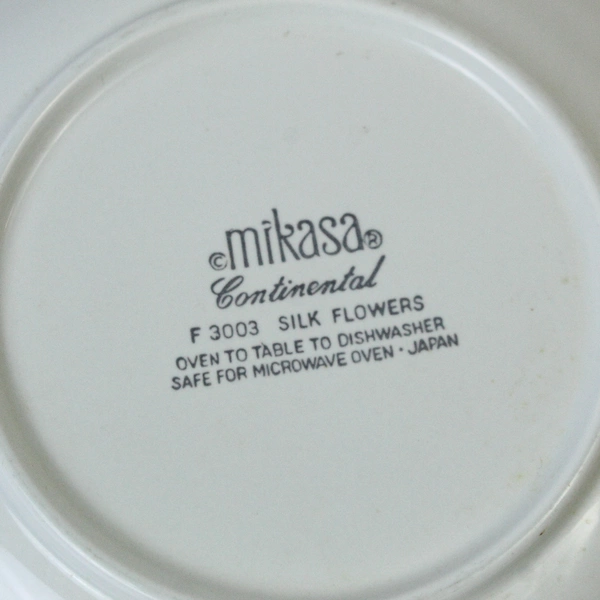 ©mikasa®
Continental
F 3003 SILK FLOWERS
OVEN TO TABLE TO DISHWASHER
SAFE FOR MICROWAVE OVEN · JAPAN